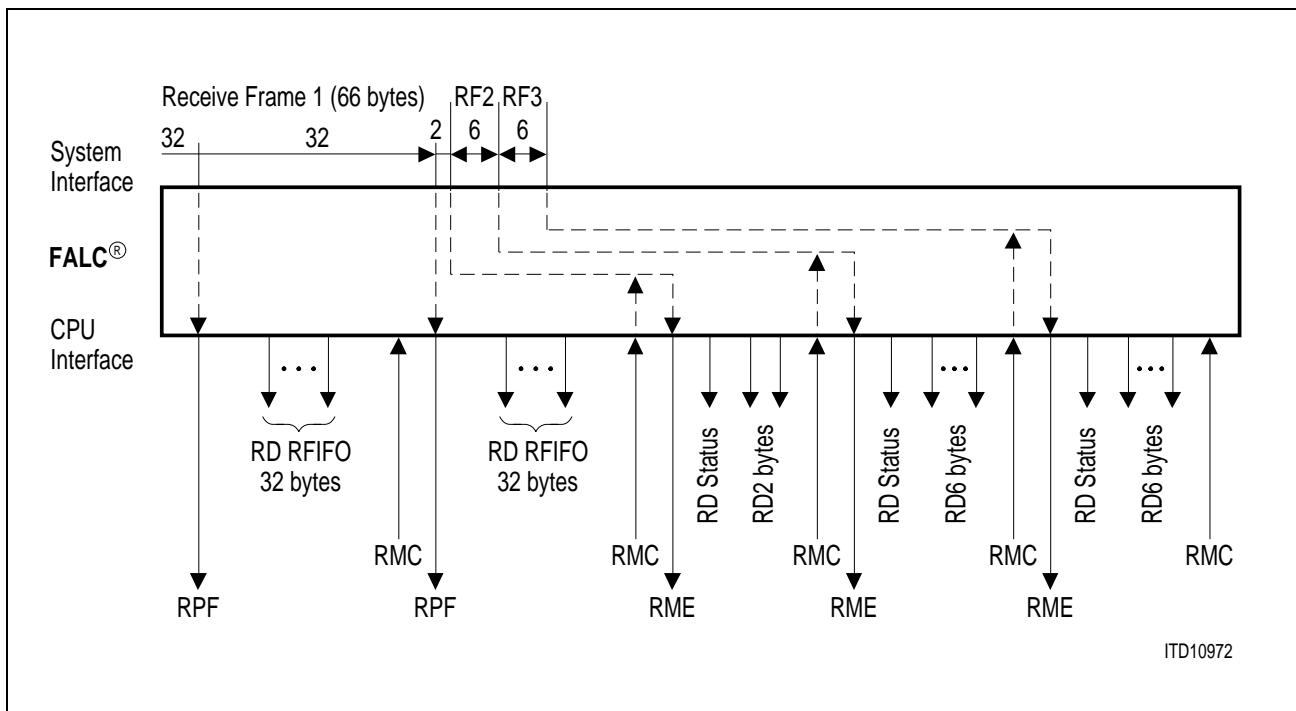 Receive Frame 1 (66 bytes) RF2 RF3
32 32 2 6 6
System
Interface
FALC®
CPU
Interface
... ... ... ...
RD RFIFO
32 bytes
RD RFIFO
32 bytes
RD Status
RD2 bytes
RD Status
RD6 bytes
RD Status
RD6 bytes
RMC RMC RMC RMC RMC
RPF RPF RME RME RME
ITD10972